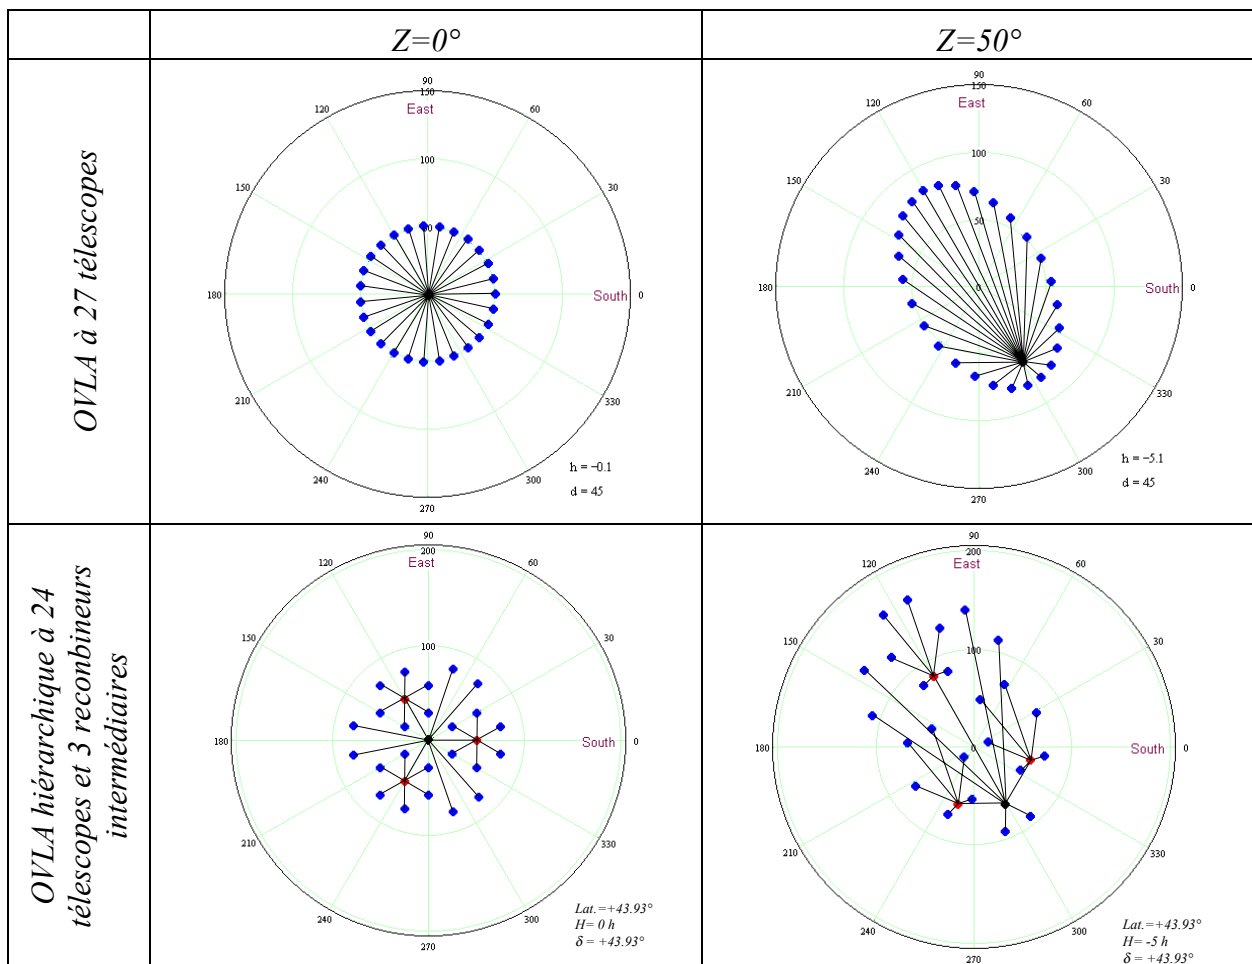 Z=0°
Z=50°
OVLA à 27 télescopes
90
150
East
120
60
100
150
30
180
South
0
210
330
240
300
270
h = −0.1
d = 45
90
150
East
120
60
100
150
30
50
180
0
South
0
210
330
240
300
270
h = −5.1
d = 45
OVLA hiérarchique à 24
télescopes et 3 reconbineurs
intermédiaires
90
200
East
120
60
100
150
30
180
South
0
210
330
240
300
270
Lat.=+43.93°
H= 0 h
δ = +43.93°
90
200
East
120
60
100
150
30
180
0
South
0
210
330
240
300
270
Lat.=+43.93°
H= -5 h
δ = +43.93°